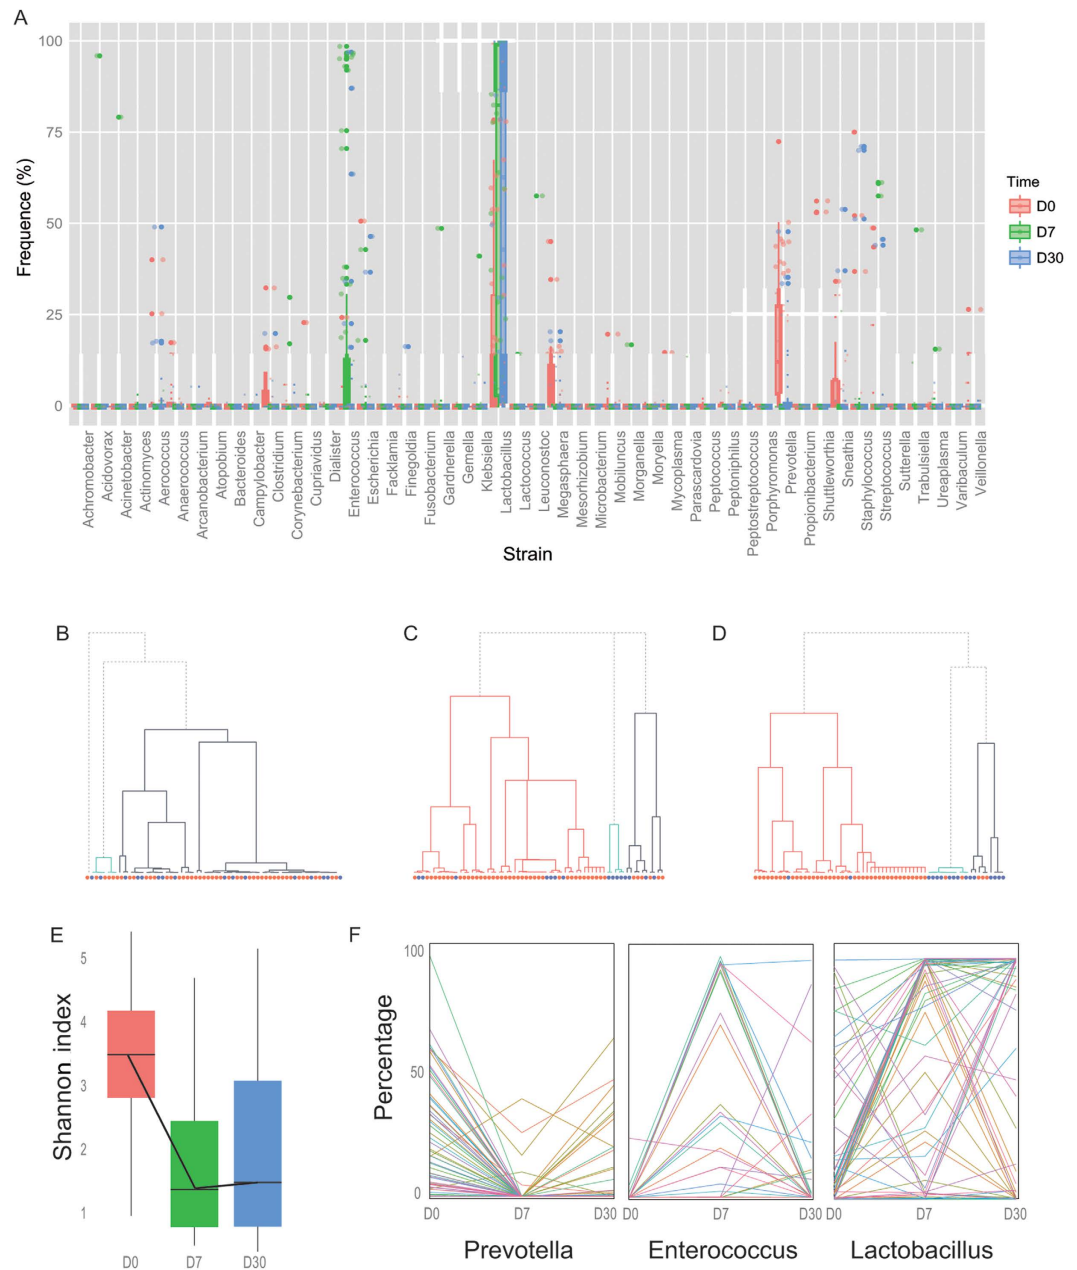 A
100
75
50
25
0
Frequence (%)
Time
D0
D7
D30
Achromobacter
Acidovorax
Acinetobacter
Actinomyces
Aerococcus
Anaerococcus
Arcanobacterium
Atopobium
Bacteroides
Campylobacter
Clostridium
Corynebacterium
Cupriavidus
Dialister
Enterococcus
Escherichia
Facklamia
Finegoldia
Fusobacterium
Gardnerella
Gemella
Klebsiella
Lactobacillus
Lactococcus
Leuconostoc
Megasphaera
Mesorhizobium
Microbacterium
Mobiluncus
Morganella
Moryella
Mycoplasma
Parascardovia
Peptococcus
Peptoniphilus
Peptostreptococcus
Porphyromonas
Prevotella
Propionibacterium
Shuttleworthia
Sneathia
Staphylococcus
Streptococcus
Sutterella
Trabulsiella
Ureaplasma
Varibaculum
Veillonella
Strain
B
C
D
E
5
4
3
2
1
Shannon index
D0 D7 D30
F
100
50
0
Percentage
D0 D7 D30 D0 D7 D0 D7 D30
Prevotella Enterococcus Lactobacillus